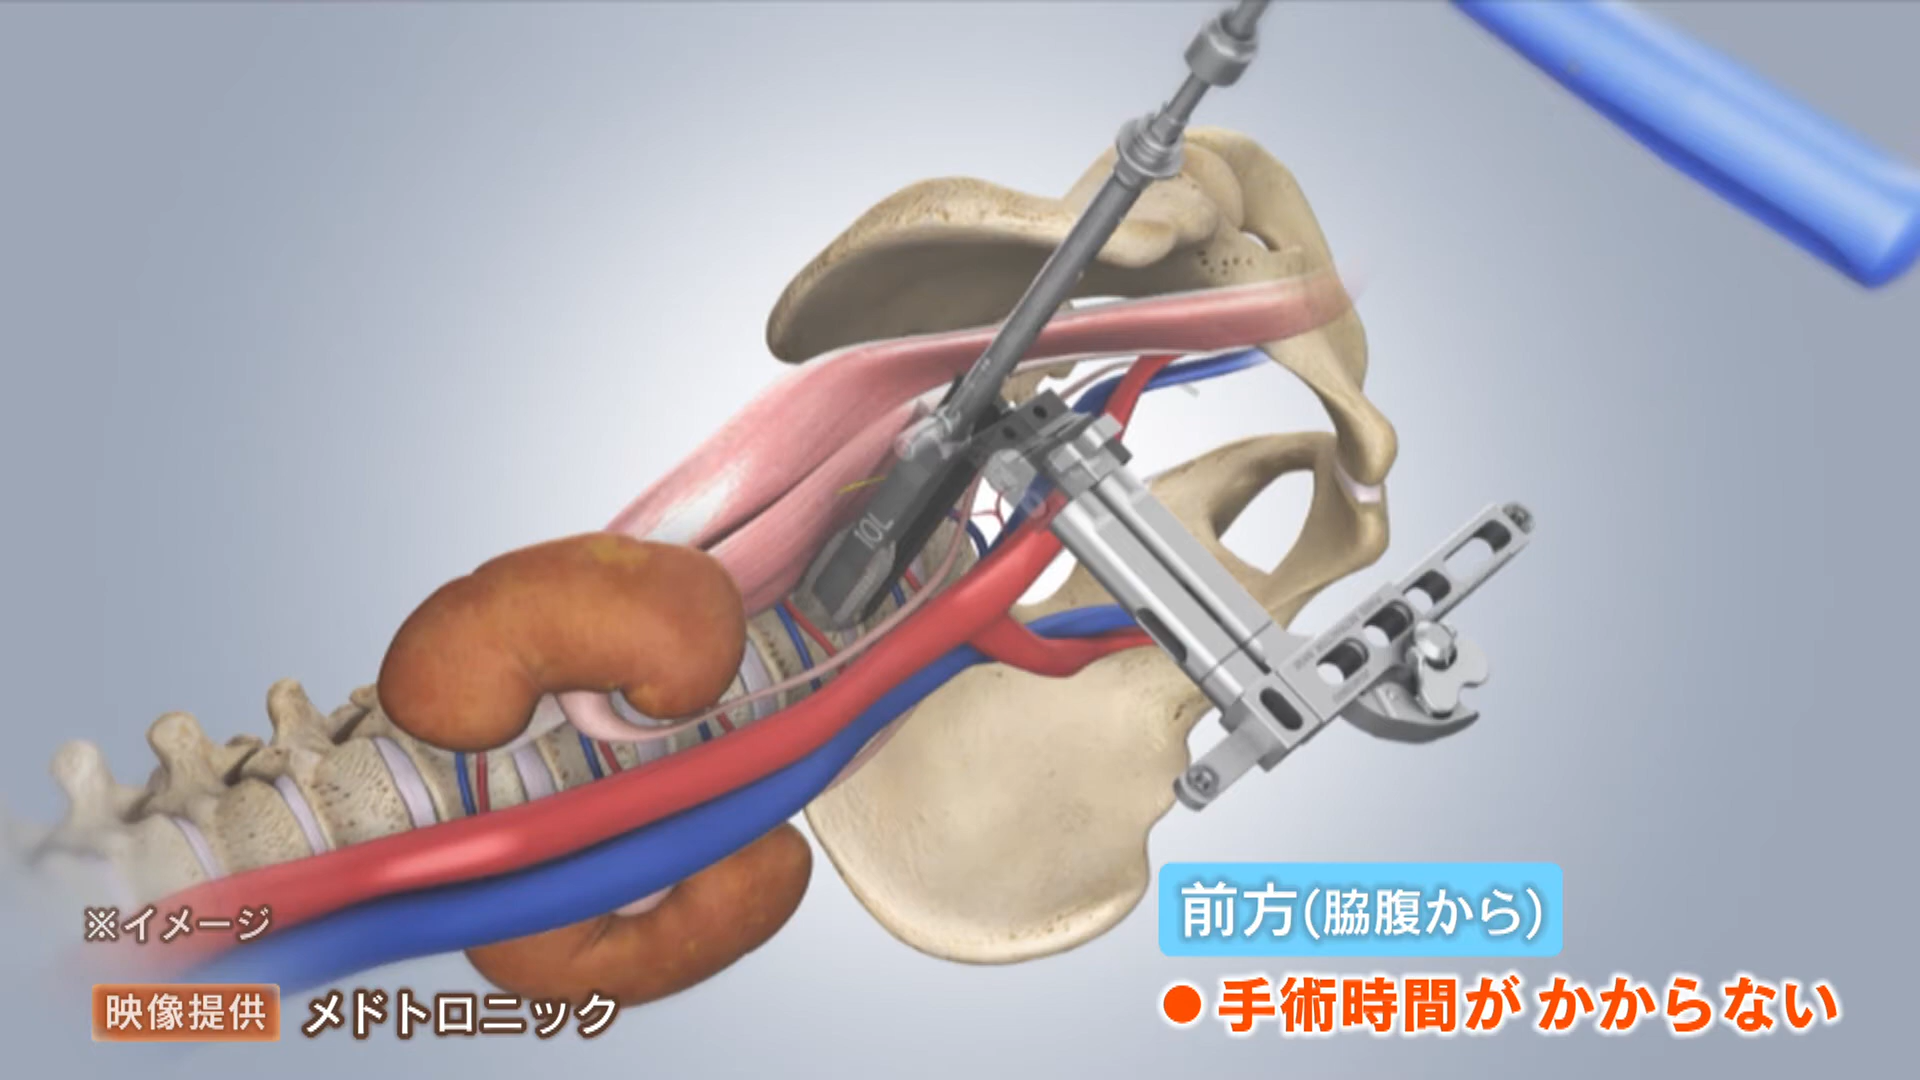 10L
前方(脇腹から)
※イメージ
●手術時間が かからない
映像提供 メドトロニック